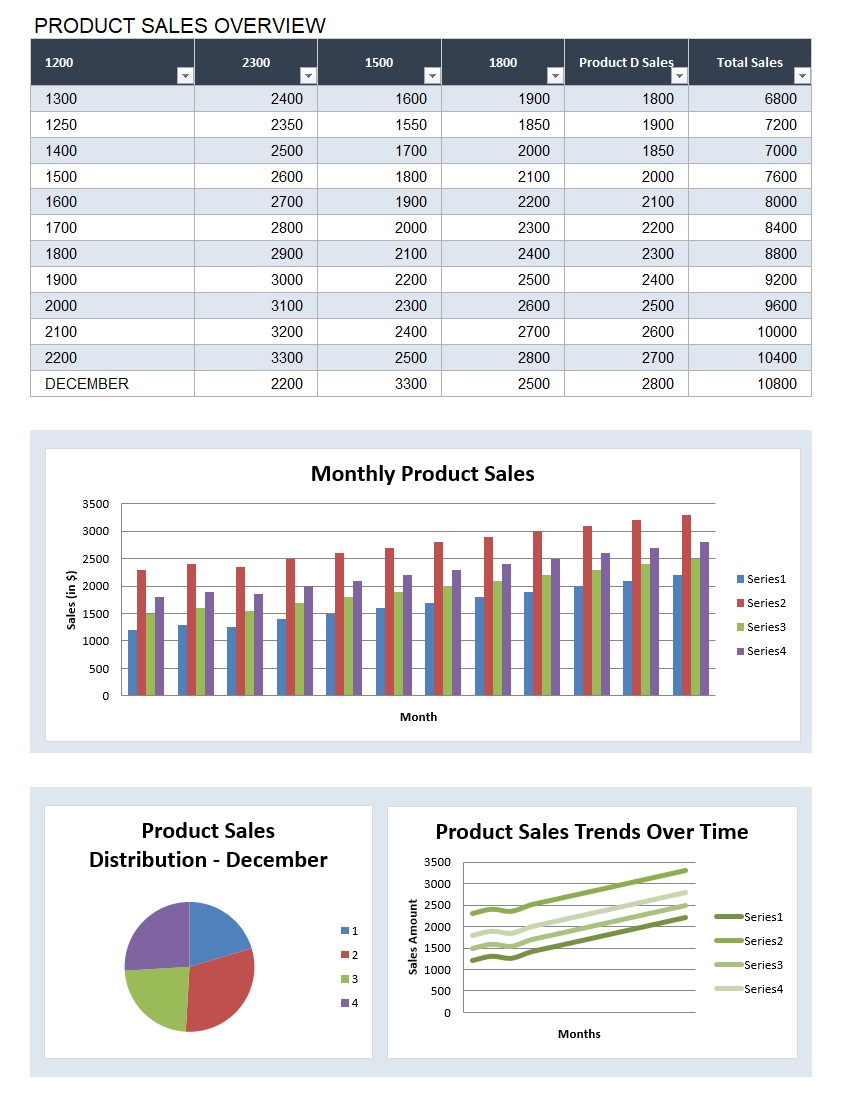 PRODUCT SALES OVERVIEW
1200 2300 1500 1800 Product D Sales Total Sales
1300 2400 1600 1900 1800 6800
1250 2350 1550 1850 1900 7200
1400 2500 1700 2000 1850 7000
1500 2600 1800 2100 2000 7600
1600 2700 1900 2200 2100 8000
1700 2800 2000 2300 2200 8400
1800 2900 2100 2400 2300 8800
1900 3000 2200 2500 2400 9200
2000 3100 2300 2600 2500 9600
2100 3200 2400 2700 2600 10000
2200 3300 2500 2800 2700 10400
DECEMBER 2200 3300 2500 2800 10800
Monthly Product Sales
Sales (in $)
3500
3000
2500
2000
1500
1000
500
0
Month
Series1
Series2
Series3
Series4
Product Sales
Distribution - December
1
2
3
4
Product Sales Trends Over Time
Sales Amount
3500
3000
2500
2000
1500
1000
500
0
Months
Series1
Series2
Series3
Series4